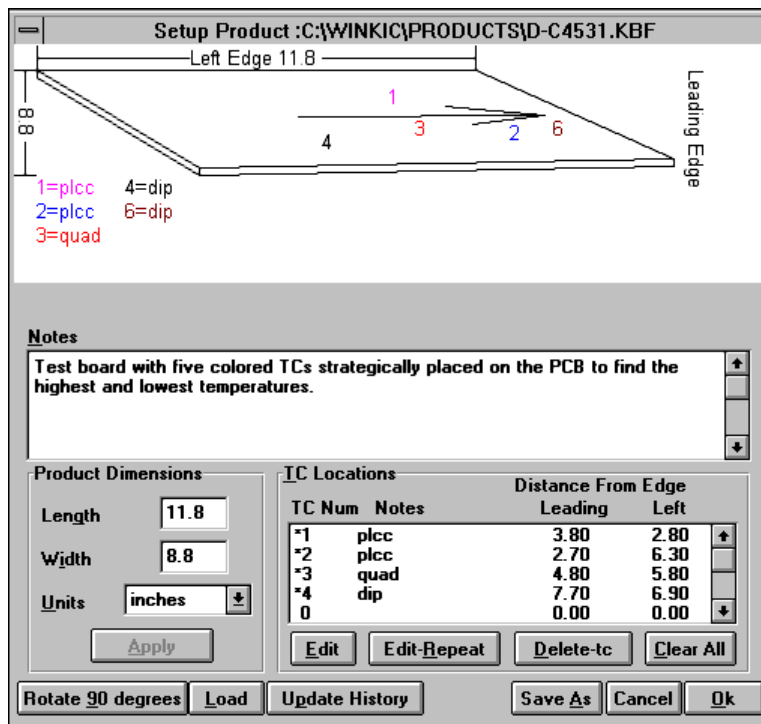 Setup Product :C:\WINKIC\PRODUCTS\D-C4531.KBF
Left Edge 11.8
8.8
Leading Edge
1
4
3
2
6
1=plcc 4=dip
2=plcc 6=dip
3=quad
Notes
Test board with five colored TCs strategically placed on the PCB to find the
highest and lowest temperatures.
Product Dimensions
Length 11.8
Width 8.8
Units inches
Apply
TC Locations
Distance From Edge
TC Num Notes Leading Left
*1 plcc 3.80 2.80
*2 plcc 2.70 6.30
*3 quad 4.80 5.80
*4 dip 7.70 6.90
0 0.00 0.00
Edit Edit-Repeat Delete-tc Clear All
Rotate 90 degrees Load Update History Save As Cancel Ok